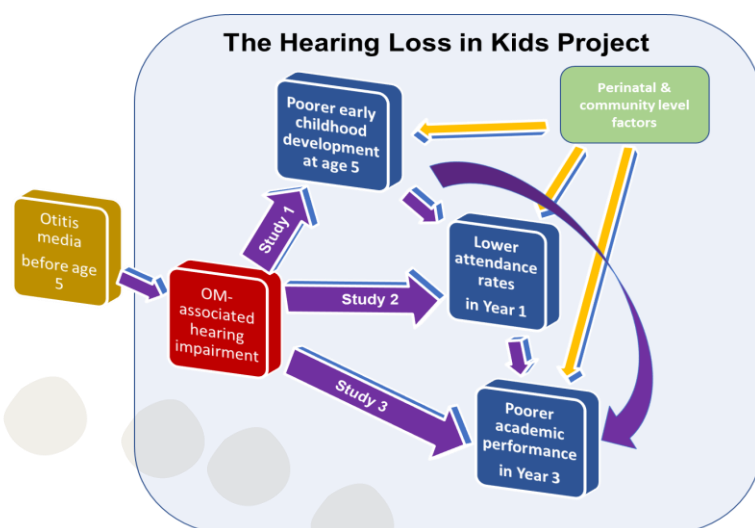 The Hearing Loss in Kids Project
Poorer early
childhood
development
at age 5
Perinatal &
community level
factors
Otitis
media
before age
5
Study 1
OM-
associated
hearing
impairment
Study 2
Lower
attendance
rates
in Year 1
Study 3
Poorer
academic
performance
in Year 3